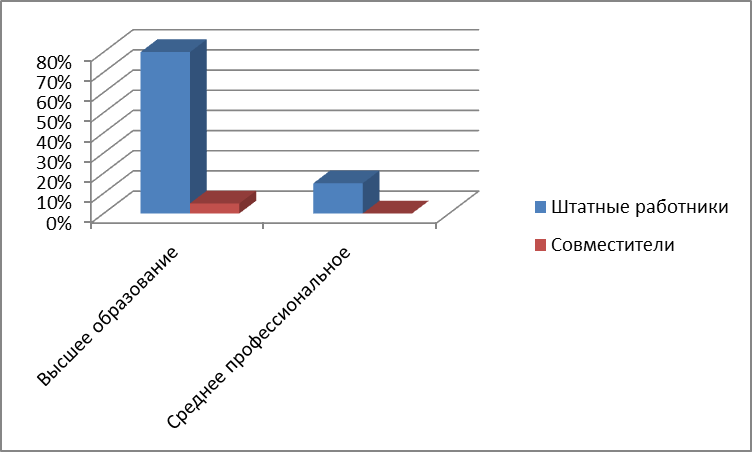 80%
70%
60%
50%
40%
30%
20%
10%
0%
Высшее образование
Среднее профессиональное
Штатные работники
Совместители